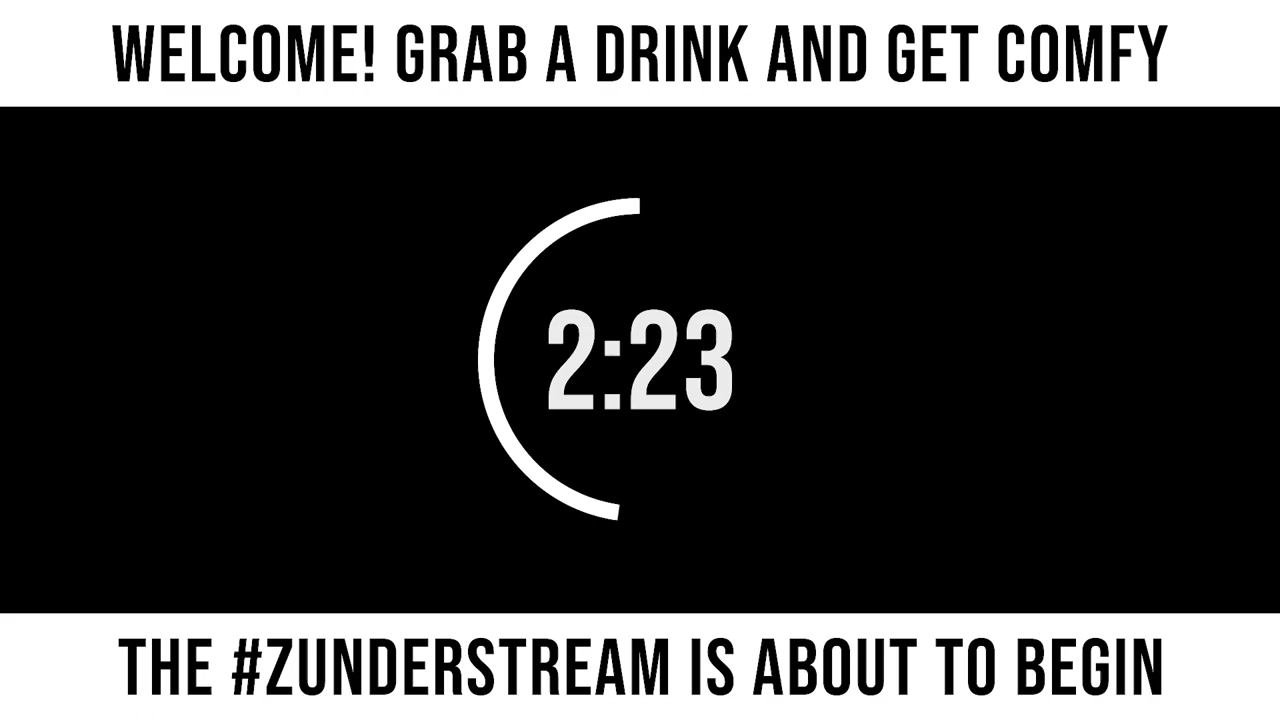 WELCOME! GRAB A DRINK AND GET COMFY
2:23
THE #ZUNDERSTREAM IS ABOUT TO BEGIN